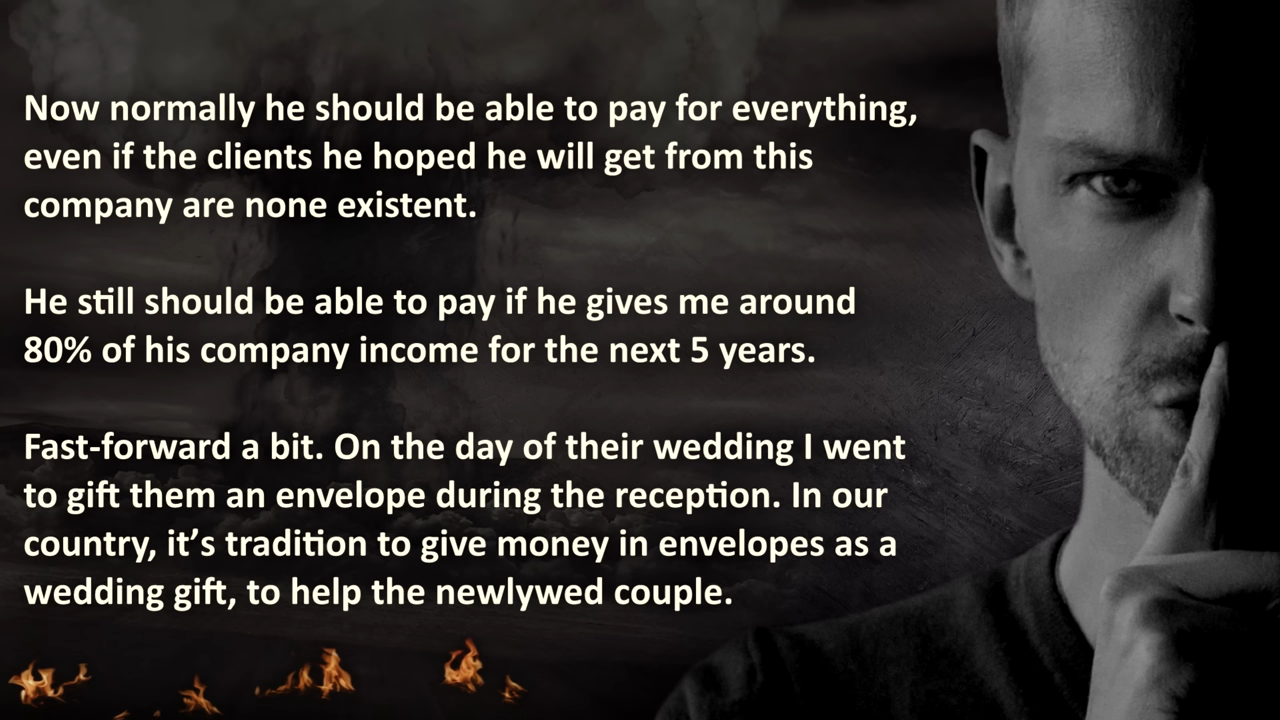 Now normally he should be able to pay for everything,
even if the clients he hoped he will get from this
company are none existent.
He still should be able to pay if he gives me around
80% of his company income for the next 5 years.
Fast-forward a bit. On the day of their wedding I went
to gift them an envelope during the reception. In our
country, it’s tradition to give money in envelopes as a
wedding gift, to help the newlywed couple.